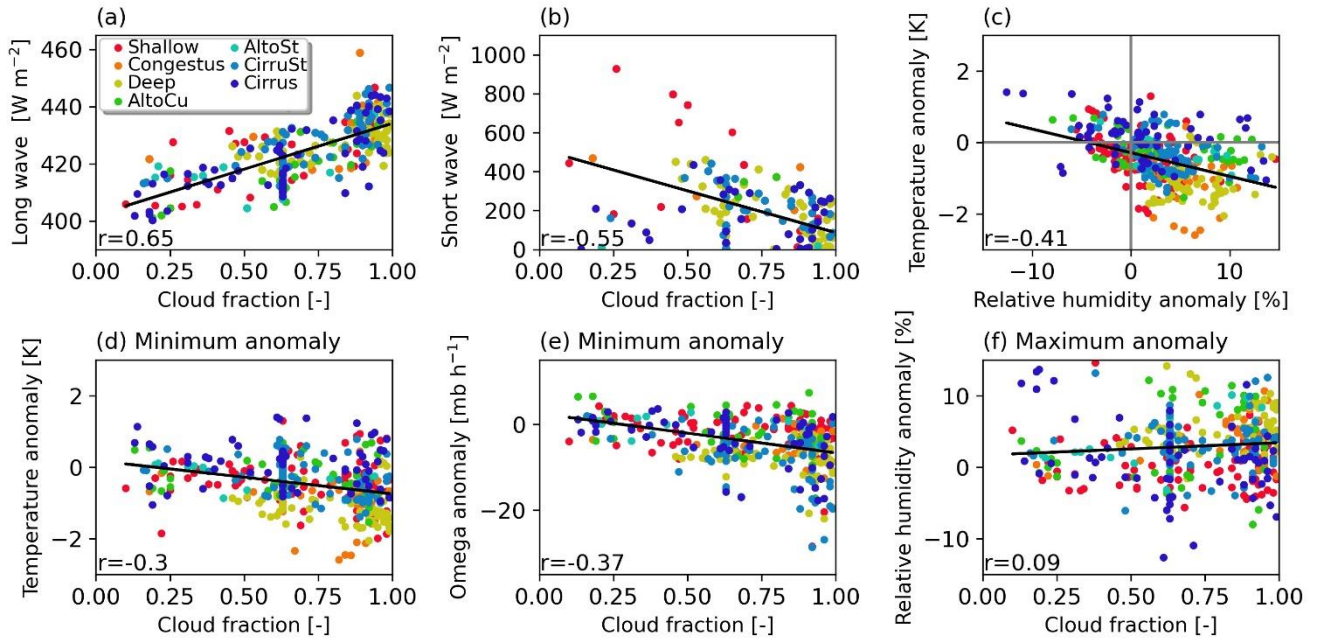 (a)
Long wave [W m⁻²]
460
440
420
400
Shallow
Congestus
Deep
AltoCu
AltoSt
CirruSt
Cirrus
r=0.65
0.00 0.25 0.50 0.75 1.00
Cloud fraction [-]
(b)
Short wave [W m⁻²]
1000
800
600
400
200
0
r=-0.55
0.00 0.25 0.50 0.75 1.00
Cloud fraction [-]
(c)
Temperature anomaly [K]
2
0
−2
r=-0.41
−10 0 10
Relative humidity anomaly [%]
(d) Minimum anomaly
Temperature anomaly [K]
2
0
−2
r=-0.3
0.00 0.25 0.50 0.75 1.00
Cloud fraction [-]
(e) Minimum anomaly
Omega anomaly [mb h⁻¹]
0
−20
r=-0.37
0.00 0.25 0.50 0.75 1.00
Cloud fraction [-]
(f) Maximum anomaly
Relative humidity anomaly [%]
10
0
−10
r=0.09
0.00 0.25 0.50 0.75 1.00
Cloud fraction [-]